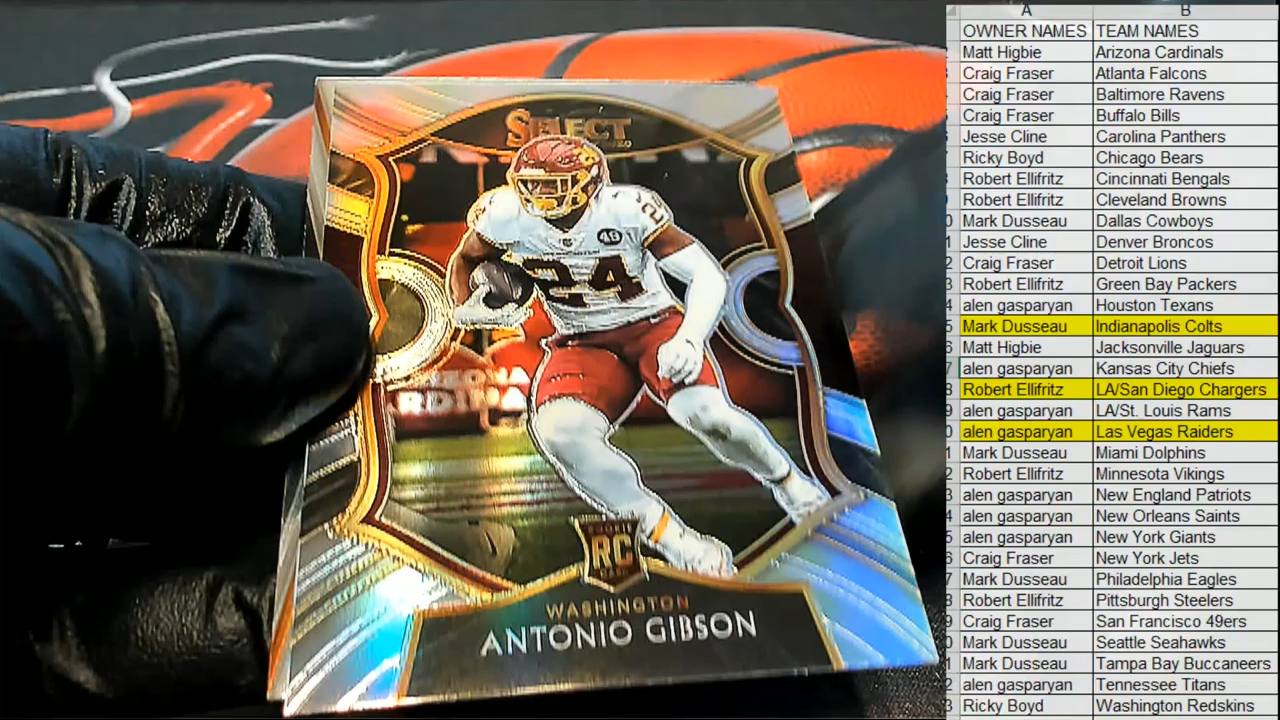 SELECT
2020
24
24
48
ARIZONA
CARDINALS
ROOKIE
RC
WASHINGTON
ANTONIO GIBSON
A B
OWNER NAMES TEAM NAMES
Matt Higbie Arizona Cardinals
Craig Fraser Atlanta Falcons
Craig Fraser Baltimore Ravens
Craig Fraser Buffalo Bills
Jesse Cline Carolina Panthers
Ricky Boyd Chicago Bears
Robert Ellifritz Cincinnati Bengals
Robert Ellifritz Cleveland Browns
Mark Dusseau Dallas Cowboys
Jesse Cline Denver Broncos
Craig Fraser Detroit Lions
Robert Ellifritz Green Bay Packers
alen gasparyan Houston Texans
Mark Dusseau Indianapolis Colts
Matt Higbie Jacksonville Jaguars
alen gasparyan Kansas City Chiefs
Robert Ellifritz LA/San Diego Chargers
alen gasparyan LA/St. Louis Rams
alen gasparyan Las Vegas Raiders
Mark Dusseau Miami Dolphins
Robert Ellifritz Minnesota Vikings
alen gasparyan New England Patriots
alen gasparyan New Orleans Saints
alen gasparyan New York Giants
Craig Fraser New York Jets
Mark Dusseau Philadelphia Eagles
Robert Ellifritz Pittsburgh Steelers
Craig Fraser San Francisco 49ers
Mark Dusseau Seattle Seahawks
Mark Dusseau Tampa Bay Buccaneers
alen gasparyan Tennessee Titans
Ricky Boyd Washington Redskins